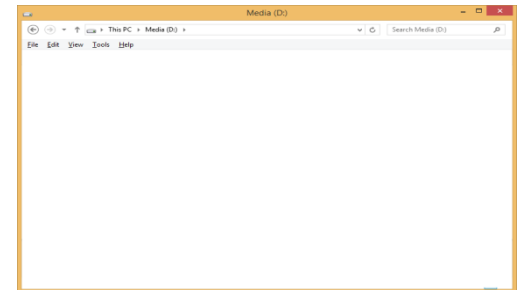 Media (D:)
This PC Media (D:) Search Media (D:)
File Edit View Tools Help